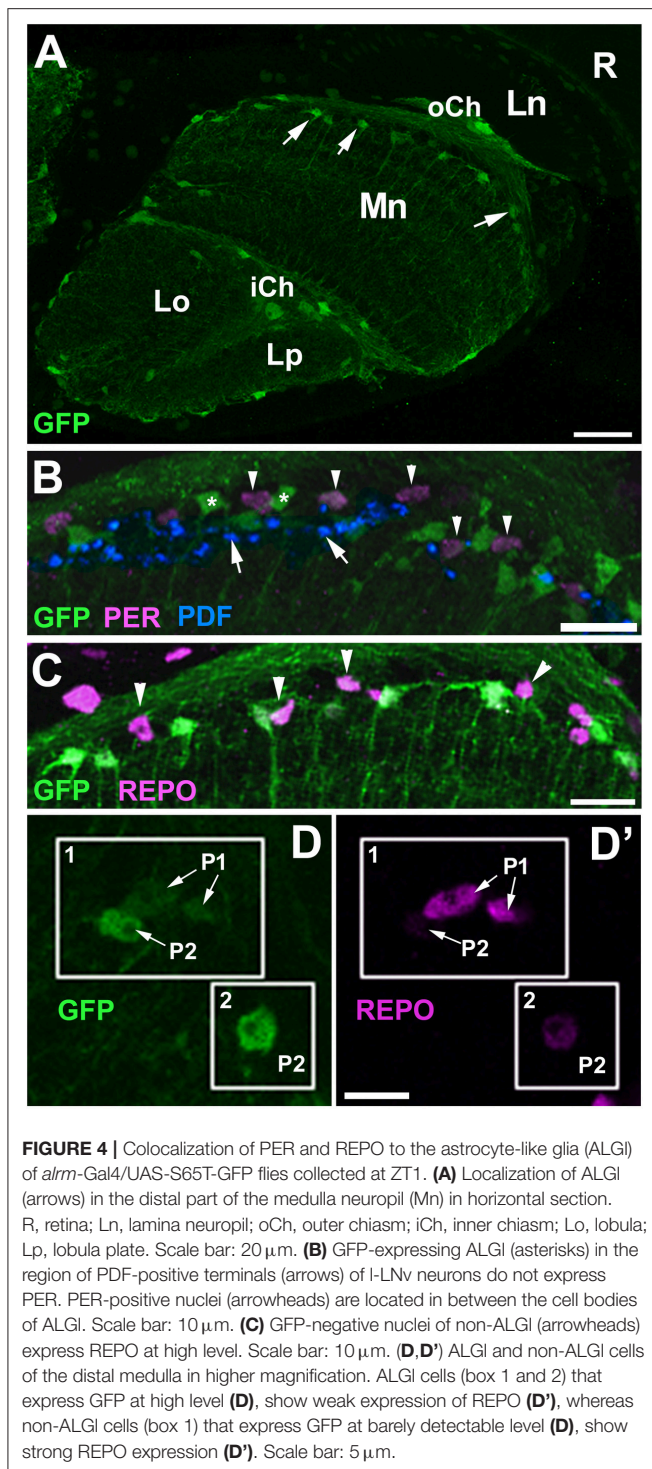 A
R
oCh
Ln
Mn
iCh
Lo
Lp
GFP
B
*
*
GFP PER PDF
C
GFP REPO
1
P1
D
P2
2
GFP
P2
1
P1
D’
P2
2
REPO
P2
FIGURE 4 | Colocalization of PER and REPO to the astrocyte-like glia (ALGl)
of alrm-Gal4/UAS-S65T-GFP flies collected at ZT1. (A) Localization of ALGl
(arrows) in the distal part of the medulla neuropil (Mn) in horizontal section.
R, retina; Ln, lamina neuropil; oCh, outer chiasm; iCh, inner chiasm; Lo, lobula;
Lp, lobula plate. Scale bar: 20 μm. (B) GFP-expressing ALGl (asterisks) in the
region of PDF-positive terminals (arrows) of l-LNv neurons do not express
PER. PER-positive nuclei (arrowheads) are located in between the cell bodies
of ALGl. Scale bar: 10 μm. (C) GFP-negative nuclei of non-ALGl (arrowheads)
express REPO at high level. Scale bar: 10 μm. (D,D’) ALGl and non-ALGl cells
of the distal medulla in higher magnification. ALGl cells (box 1 and 2) that
express GFP at high level (D), show weak expression of REPO (D’), whereas
non-ALGl cells (box 1) that express GFP at barely detectable level (D), show
strong REPO expression (D’). Scale bar: 5 μm.